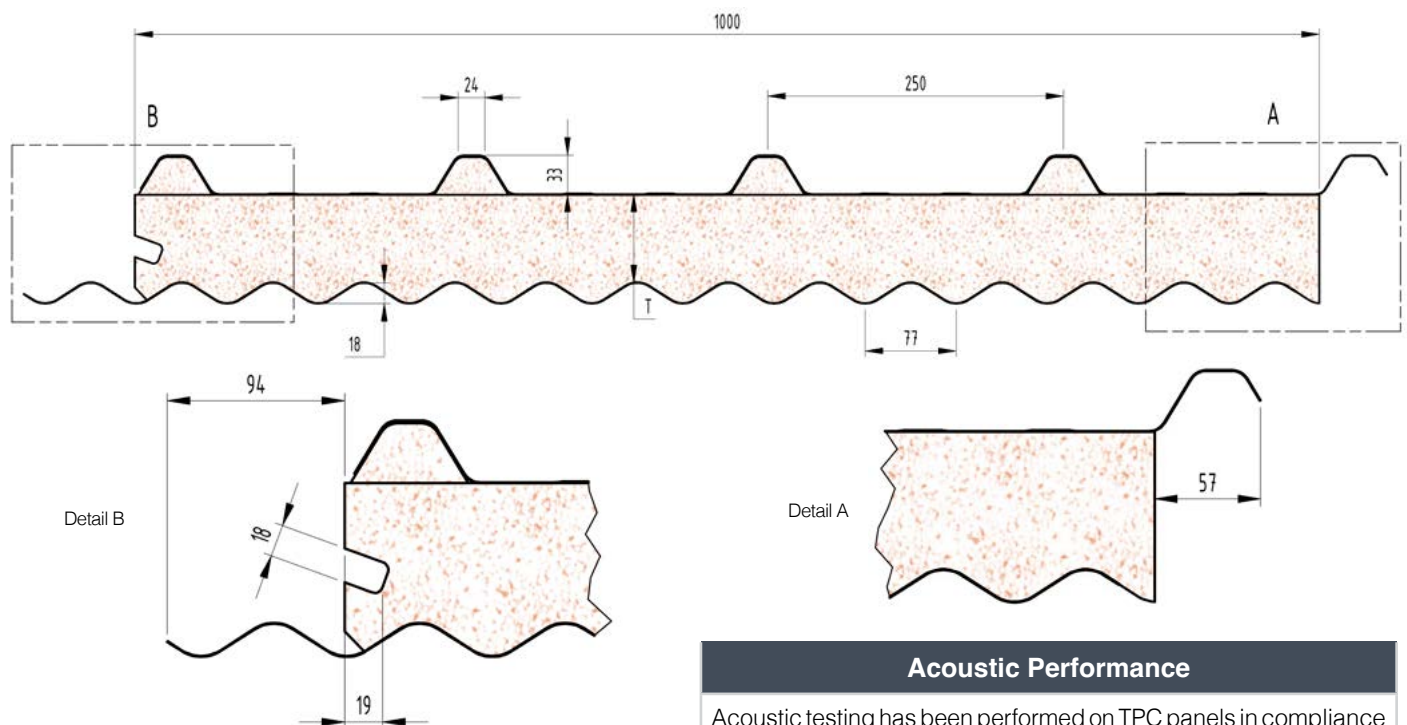 1000
24
250
B
A
33
T
18
77
94
57
Detail B
Detail A
18
19
Acoustic Performance
Acoustic testing has been performed on TPC panels in compliance